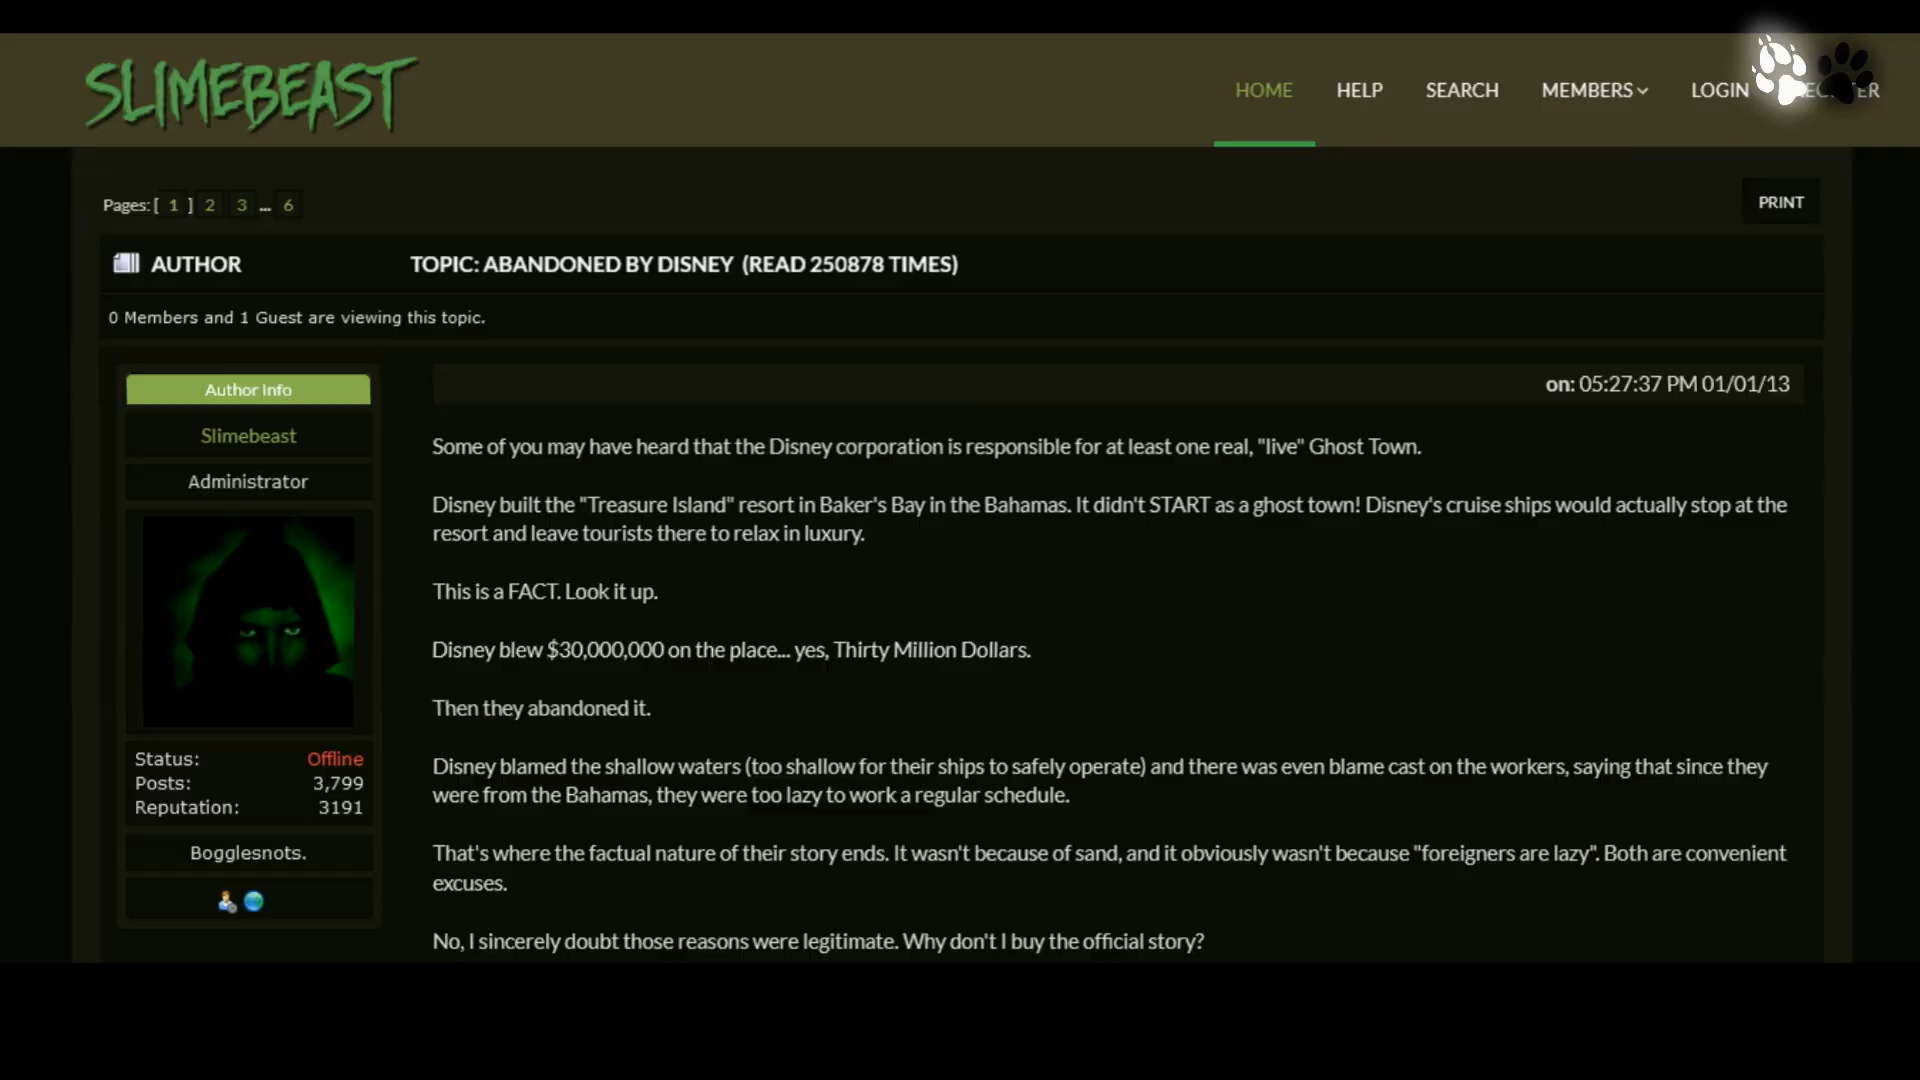 SLIMEBEAST
HOME HELP SEARCH MEMBERS LOGIN
Pages: [ 1 ] 2 3 ... 6
PRINT
AUTHOR TOPIC: ABANDONED BY DISNEY (READ 250878 TIMES)
0 Members and 1 Guest are viewing this topic.
Author Info
Slimebeast
Administrator
Status: Offline
Posts: 3,799
Reputation: 3191
Bogglesnots.
on: 05:27:37 PM 01/01/13
Some of you may have heard that the Disney corporation is responsible for at least one real, "live" Ghost Town.
Disney built the "Treasure Island" resort in Baker's Bay in the Bahamas. It didn't START as a ghost town! Disney's cruise ships would actually stop at the
resort and leave tourists there to relax in luxury.
This is a FACT. Look it up.
Disney blew $30,000,000 on the place... yes, Thirty Million Dollars.
Then they abandoned it.
Disney blamed the shallow waters (too shallow for their ships to safely operate) and there was even blame cast on the workers, saying that since they
were from the Bahamas, they were too lazy to work a regular schedule.
That's where the factual nature of their story ends. It wasn't because of sand, and it obviously wasn't because "foreigners are lazy". Both are convenient
excuses.
No, I sincerely doubt those reasons were legitimate. Why don't I buy the official story?